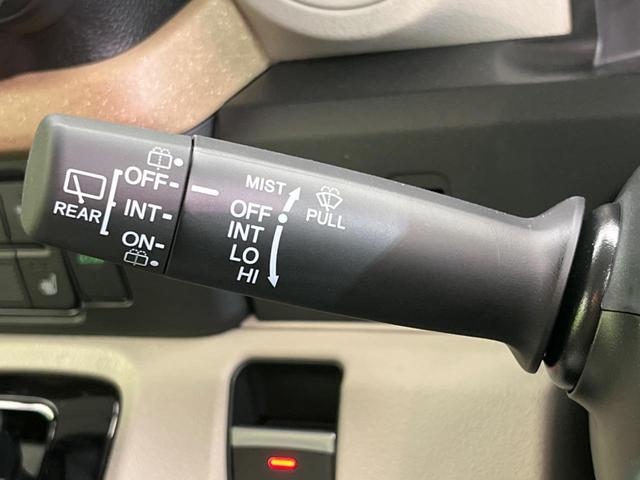 OFF
REAR
INT
ON
MIST
OFF
INT
LO
HI
PULL